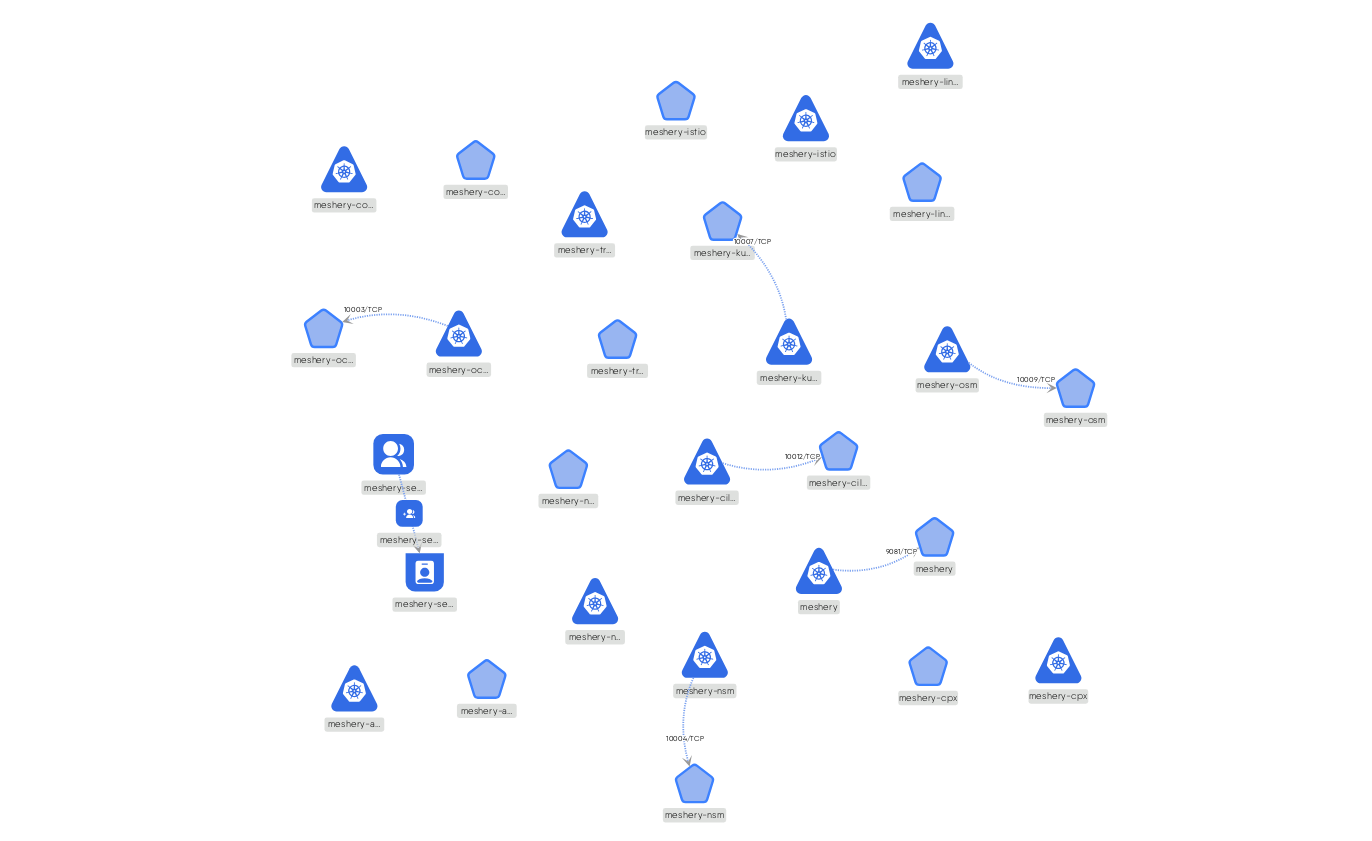 meshery-lin...
meshery-istio
meshery-istio
meshery-co...
meshery-co...
meshery-lin...
meshery-tr...
10007/TCP
meshery-ku...
10003/TCP
meshery-oc...
meshery-oc...
meshery-tr...
meshery-ku...
10009/TCP
meshery-osm
meshery-osm
10012/TCP
meshery-se...
meshery-n...
meshery-cil...
meshery-cil...
meshery-se...
9081/TCP
meshery
meshery-se...
meshery
meshery-n...
meshery-nsm
meshery-cpx
meshery-cpx
meshery-a...
meshery-a...
10004/TCP
meshery-nsm